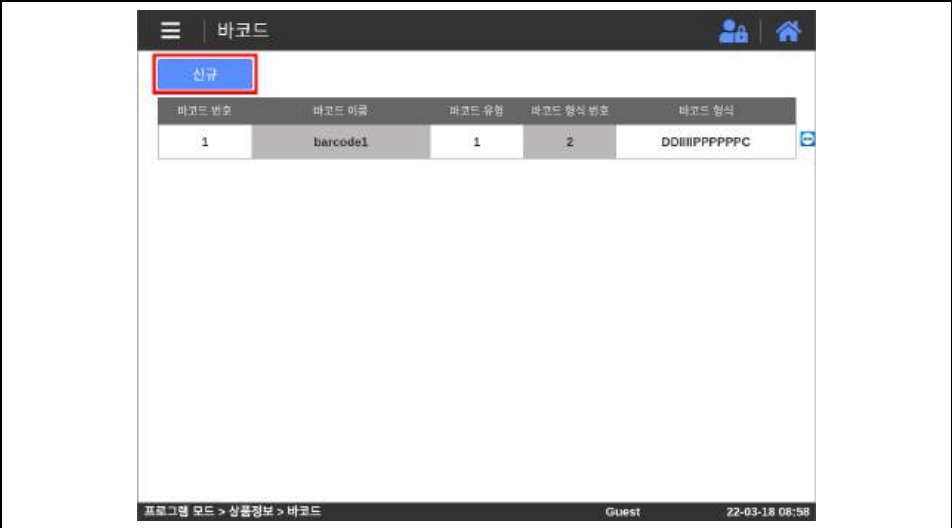 바코드
신규
바코드 번호 바코드 이름 바코드 유형 바코드 형식 번호 바코드 형식
1 barcode1 1 2 DDIIIIPPPPPPC
프로그램 모드 > 상품정보 > 바코드 Guest 22-03-18 08:58